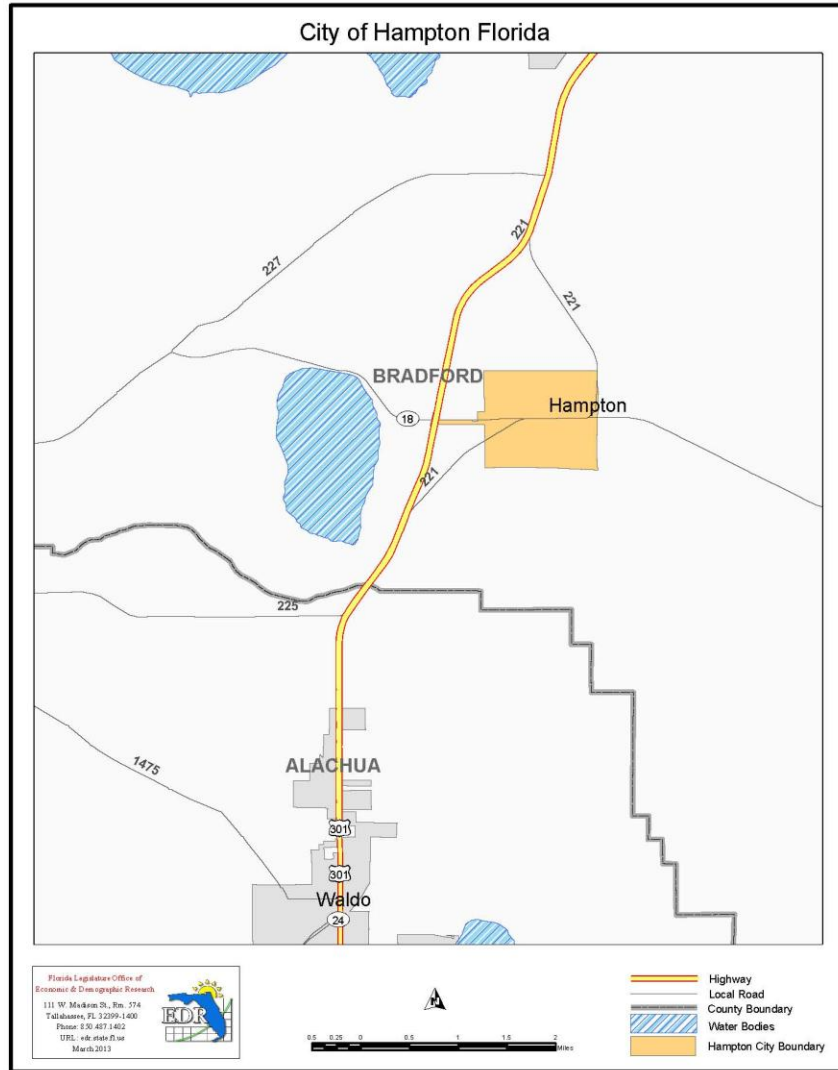 City of Hampton Florida
221
227
221
BRADFORD
Hampton
18
221
225
1475
ALACHUA
301
301
Waldo
24
Florida Legislature Office of
Economic & Demographic Research
111 W. Madison St., Rm. 574
Tallahassee, FL 32399-1400
Phone: 850.487.1402
URL: edr.state.fl.us
March 2013
EDR
N
0.5 0.25 0 0.5 1 1.5 2
Miles
Highway
Local Road
County Boundary
Water Bodies
Hampton City Boundary